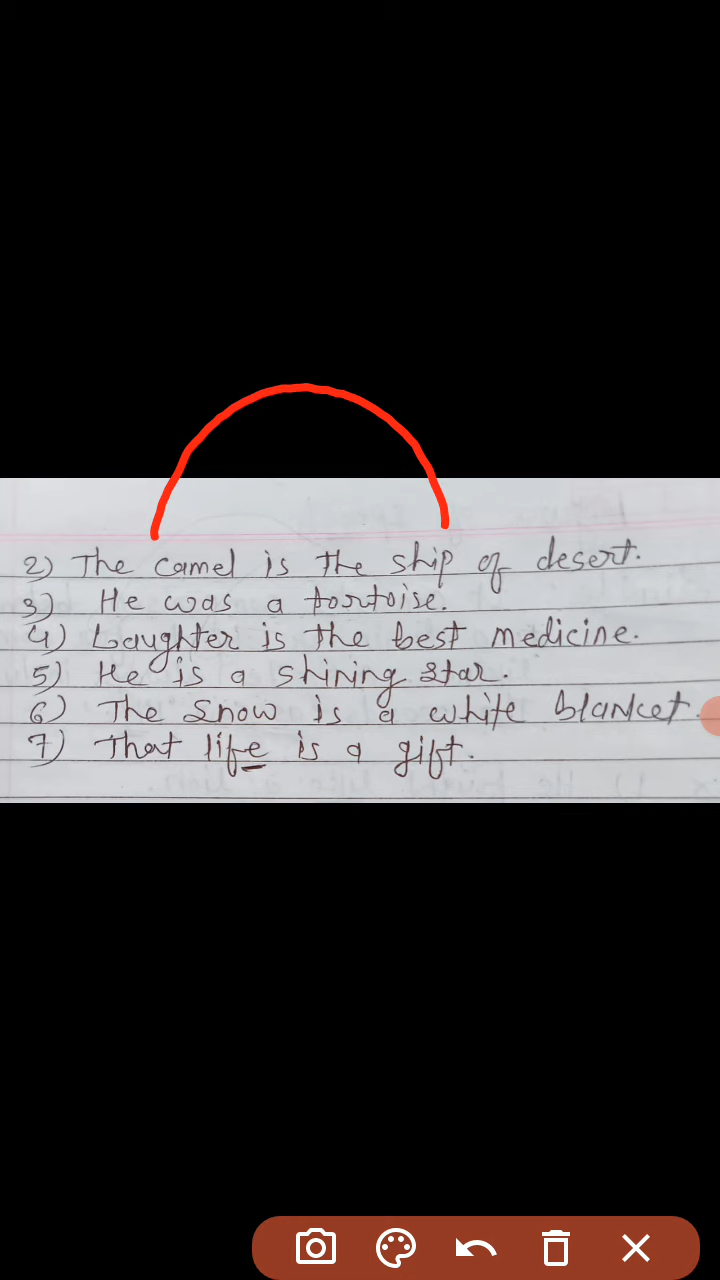 2) The camel is the ship of desert.
3) He was a tortoise.
4) Laughter is the best medicine.
5) He is a shining star.
6) The snow is a white blanket.
7) That life is a gift.